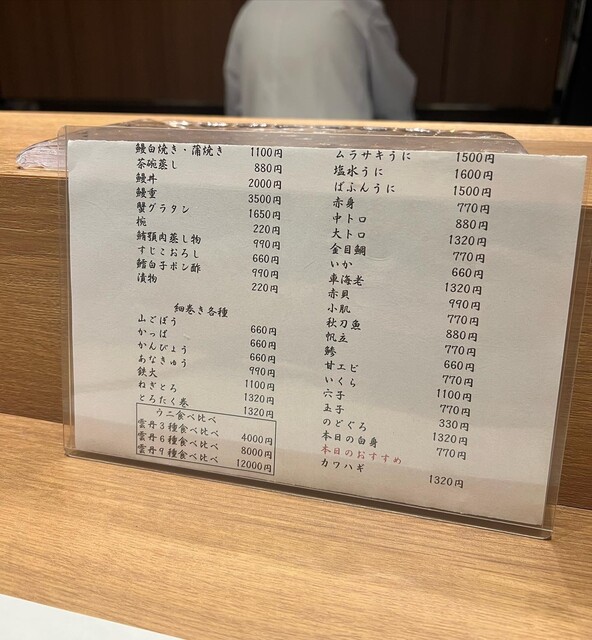 鰻白焼き・蒲焼き 1100円
茶碗蒸し 880円
鰻丼 2000円
鰻重 3500円
蟹グラタン 1650円
椀 220円
鮪顎肉蒸し物 990円
すじこおろし 660円
鱈白子ポン酢 990円
漬物 220円
細巻き各種
山ごぼう 660円
かっぱ 660円
かんぴょう 660円
あなきゅう 990円
鉄火 1100円
ねぎとろ 1320円
とろたく巻 1320円
ウニ食べ比べ
雲丹3種食べ比べ 4000円
雲丹6種食べ比べ 8000円
雲丹9種食べ比べ 12000円
ムラサキうに 1500円
塩水うに 1600円
ばふんうに 1500円
赤身 770円
中トロ 880円
大トロ 1320円
金目鯛 770円
いか 660円
車海老 1320円
赤貝 990円
小肌 770円
秋刀魚 880円
帆立 770円
鯵 660円
甘エビ 770円
いくら 1100円
穴子 770円
玉子 330円
のどぐろ 1320円
本日の白身 770円
本日のおすすめ
カワハギ 1320円